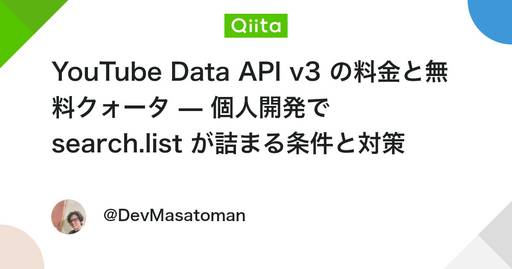 Qiita
YouTube Data API v3 の料金と無
料クォータ — 個人開発で
search.list が詰まる条件と対策
@DevMasatoman